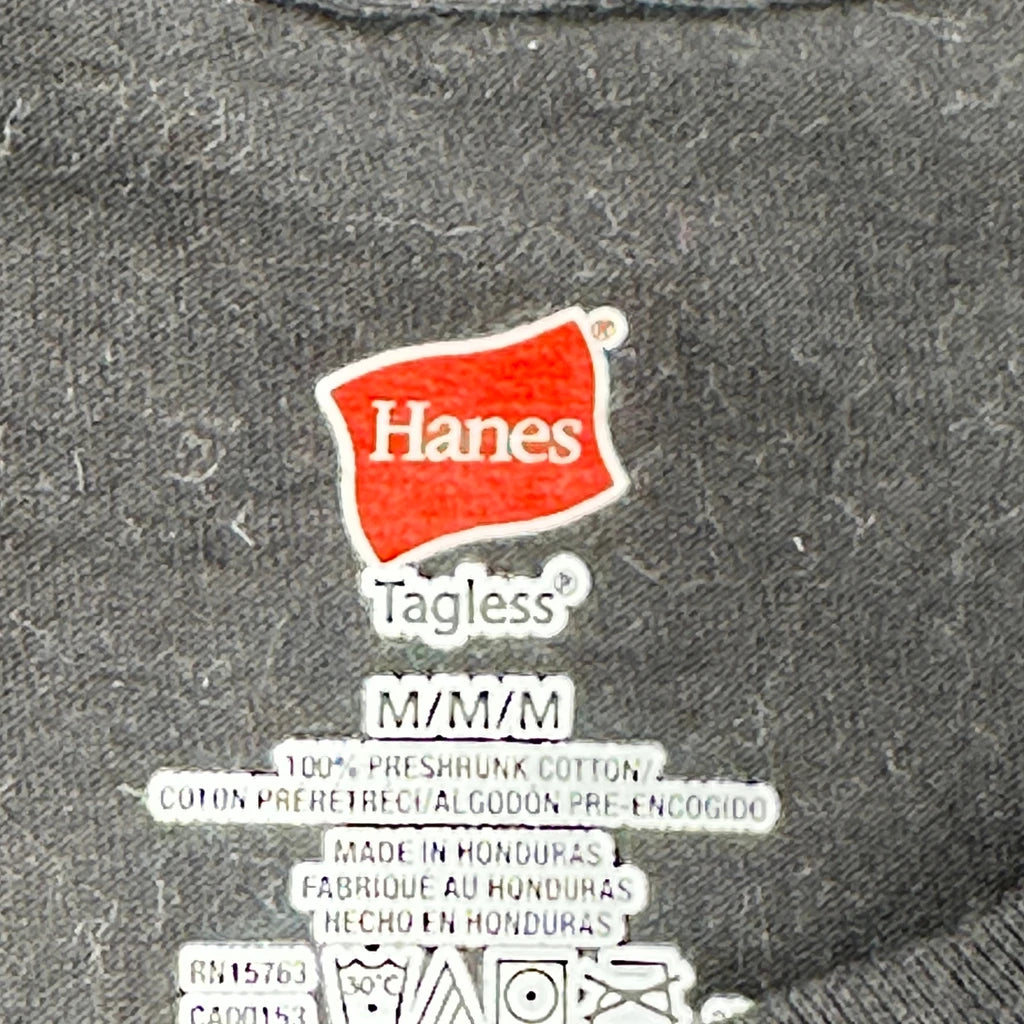 Hanes®
Tagless®
M/M/M
100% PRESHRUNK COTTON/
COTON PRÉRÉTRÉCI/ALGODÓN PRE-ENCOGIDO
MADE IN HONDURAS
FABRIQUÉ AU HONDURAS
HECHO EN HONDURAS
RN15763
CA00153
30°C